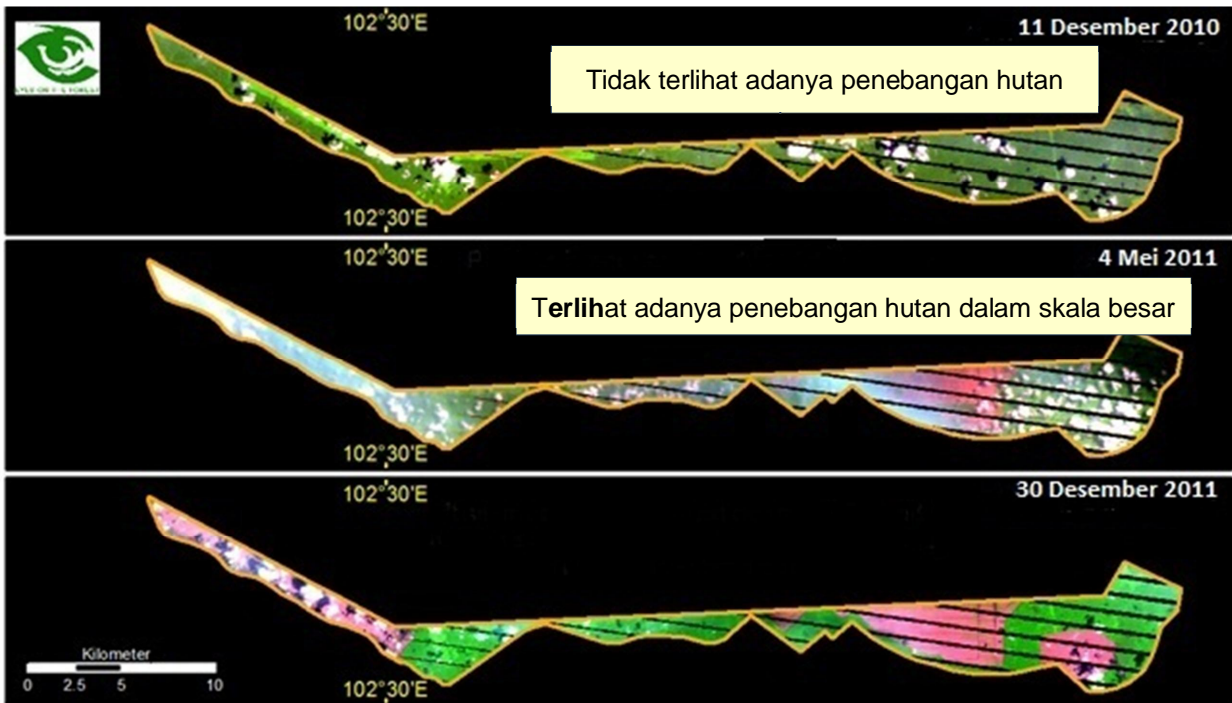 102°30'E
11 Desember 2010
Tidak terlihat adanya penebangan hutan
102°30'E
102°30'E
4 Mei 2011
Terlihat adanya penebangan hutan dalam skala besar
102°30'E
102°30'E
30 Desember 2011
Kilometer
0 2.5 5 10
102°30'E